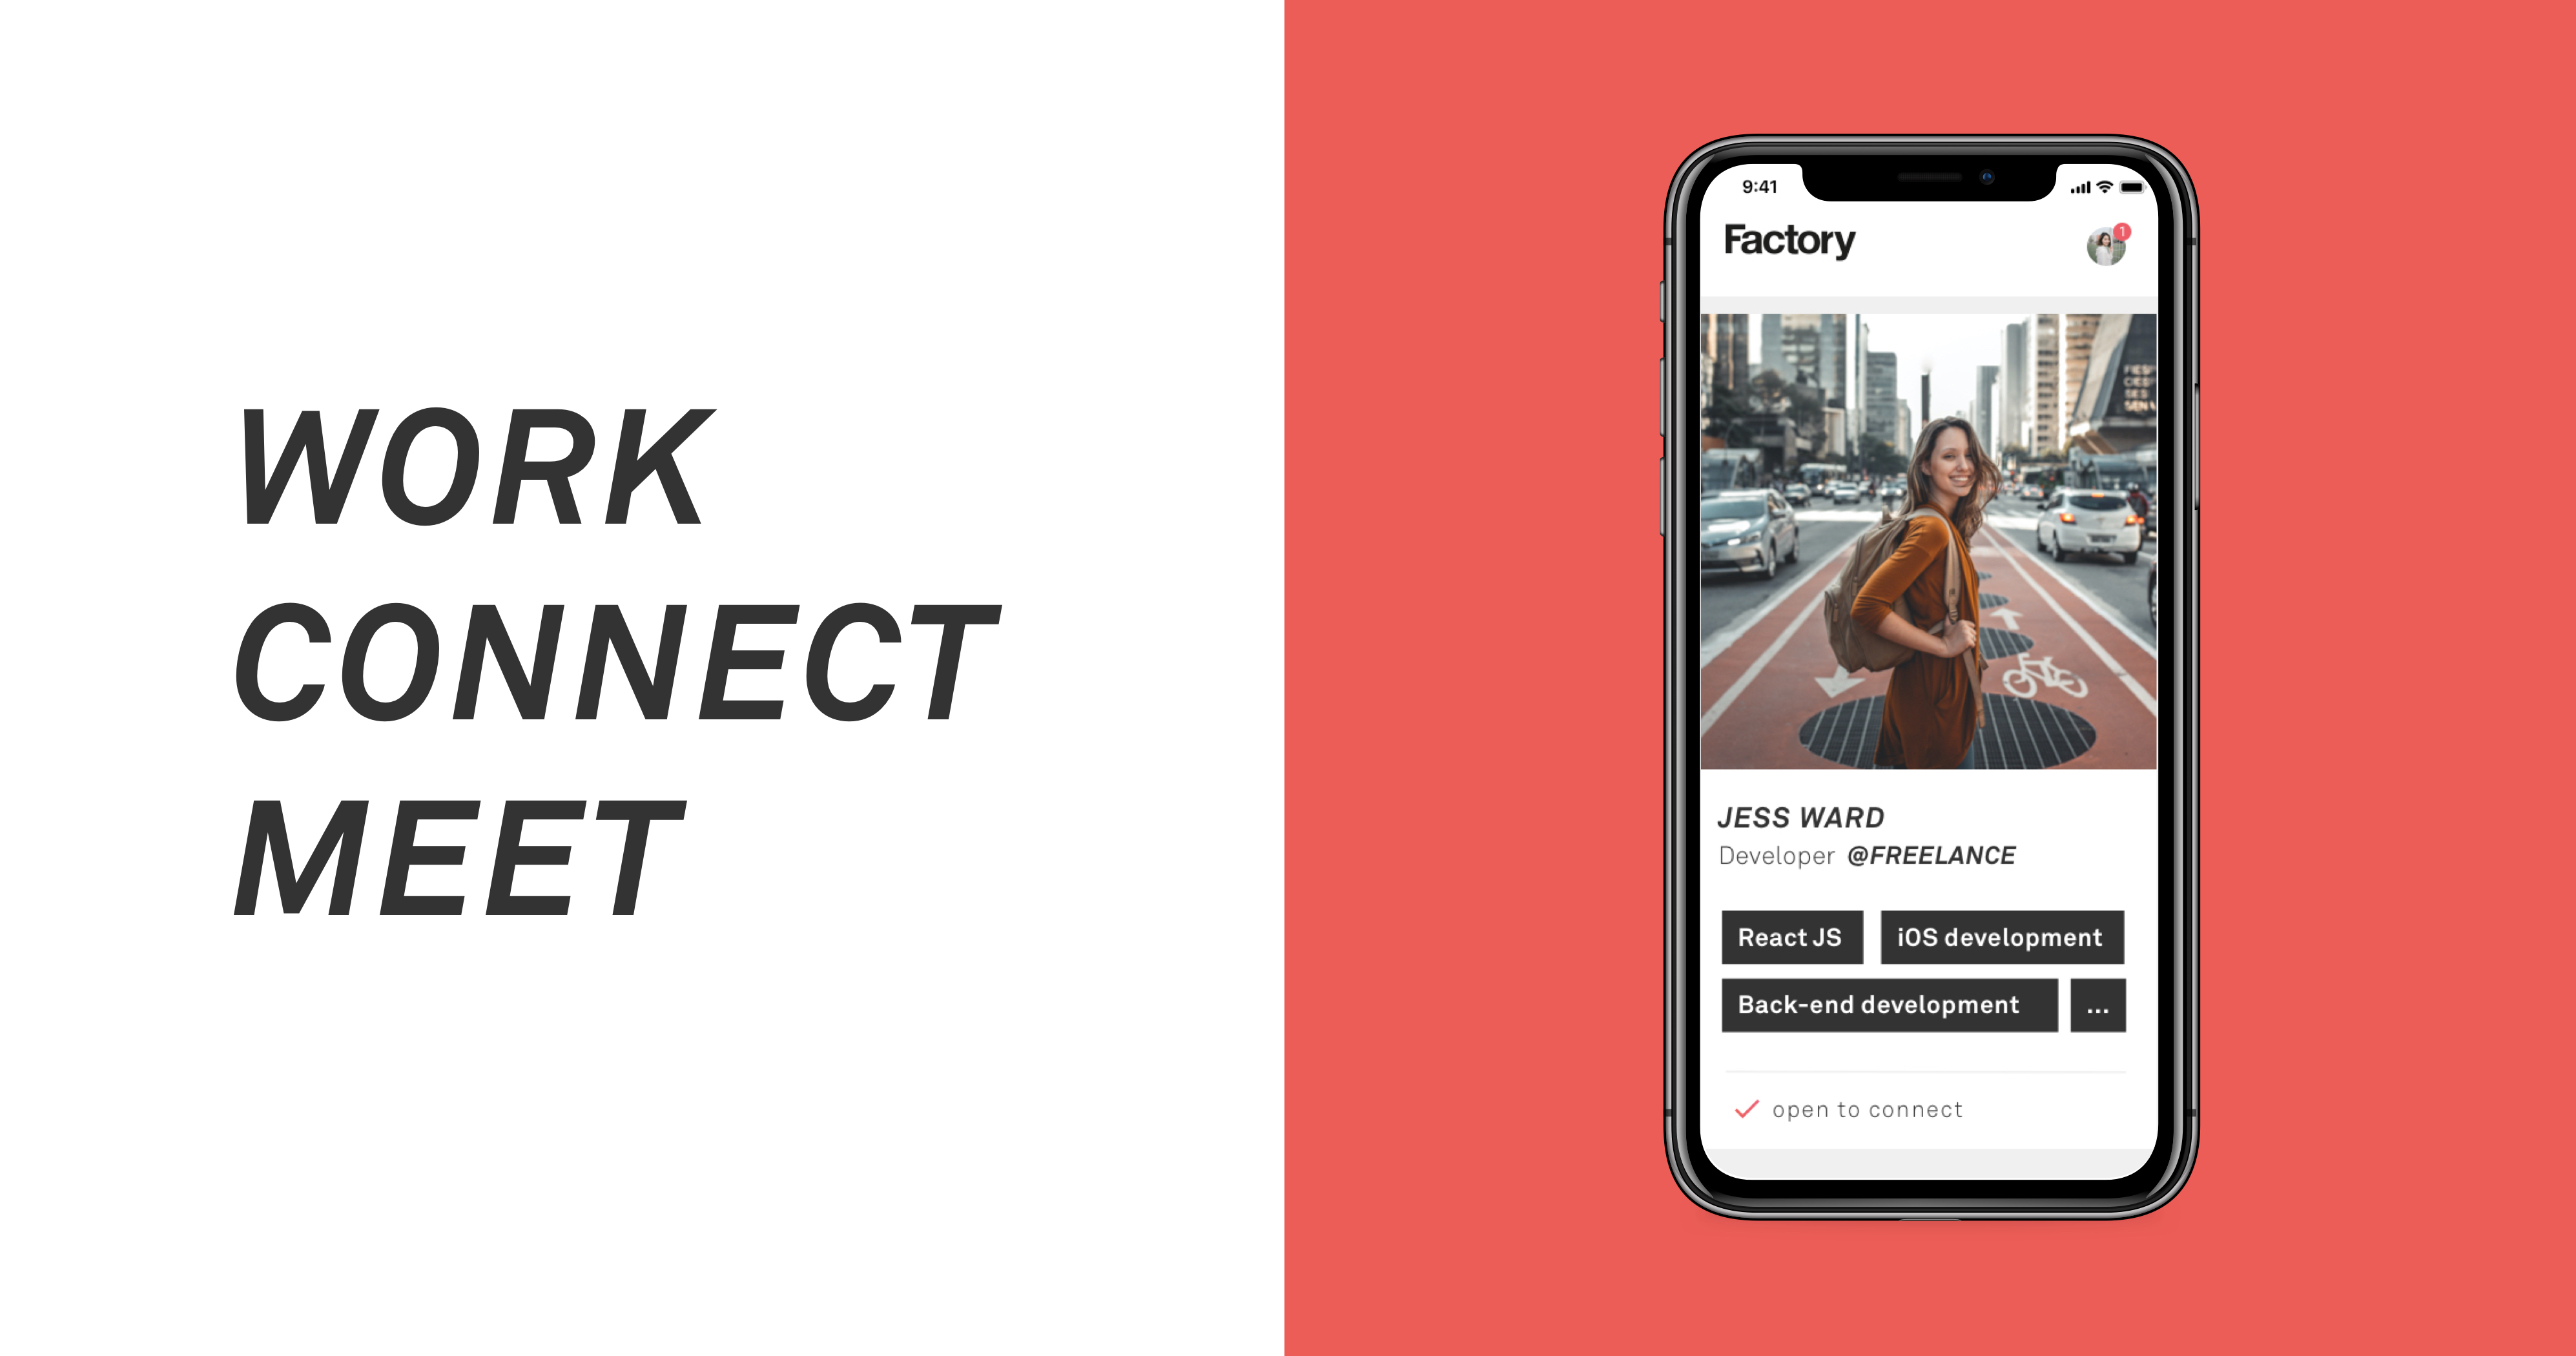 WORK
CONNECT
MEET
9:41
Factory
1
JESS WARD
Developer @FREELANCE
React JS iOS development
Back-end development ...
open to connect